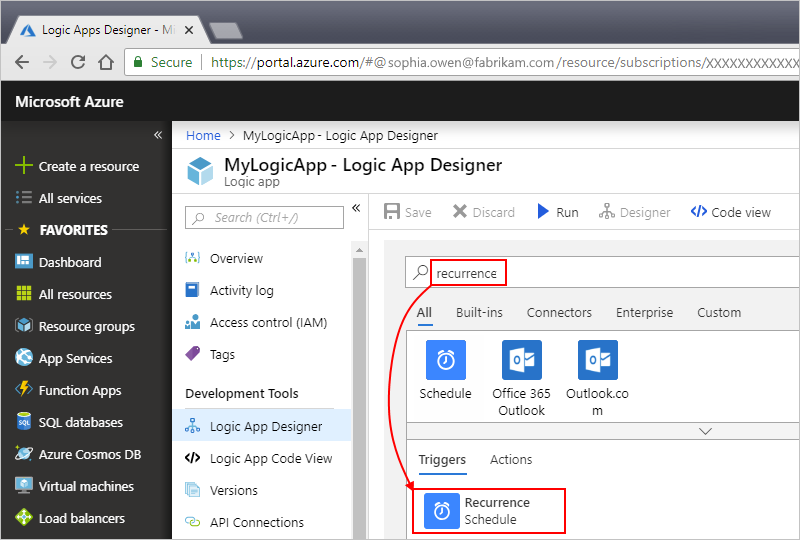 Logic Apps Designer - Mi
Secure https://portal.azure.com/#@sophia.owen@fabrikam.com/resource/subscriptions/XXXXXXXXXXXXX
Microsoft Azure
Create a resource
All services
FAVORITES
Dashboard
All resources
Resource groups
App Services
Function Apps
SQL databases
Azure Cosmos DB
Virtual machines
Load balancers
Home > MyLogicApp - Logic App Designer
MyLogicApp - Logic App Designer
Logic app
Search (Ctrl+/)
Overview
Activity log
Access control (IAM)
Tags
Development Tools
Logic App Designer
Logic App Code View
Versions
API Connections
Save Discard Run Designer Code view
recurrence
All Built-ins Connectors Enterprise Custom
Schedule
Office 365
Outlook
Outlook.co
m
Triggers Actions
Recurrence
Schedule